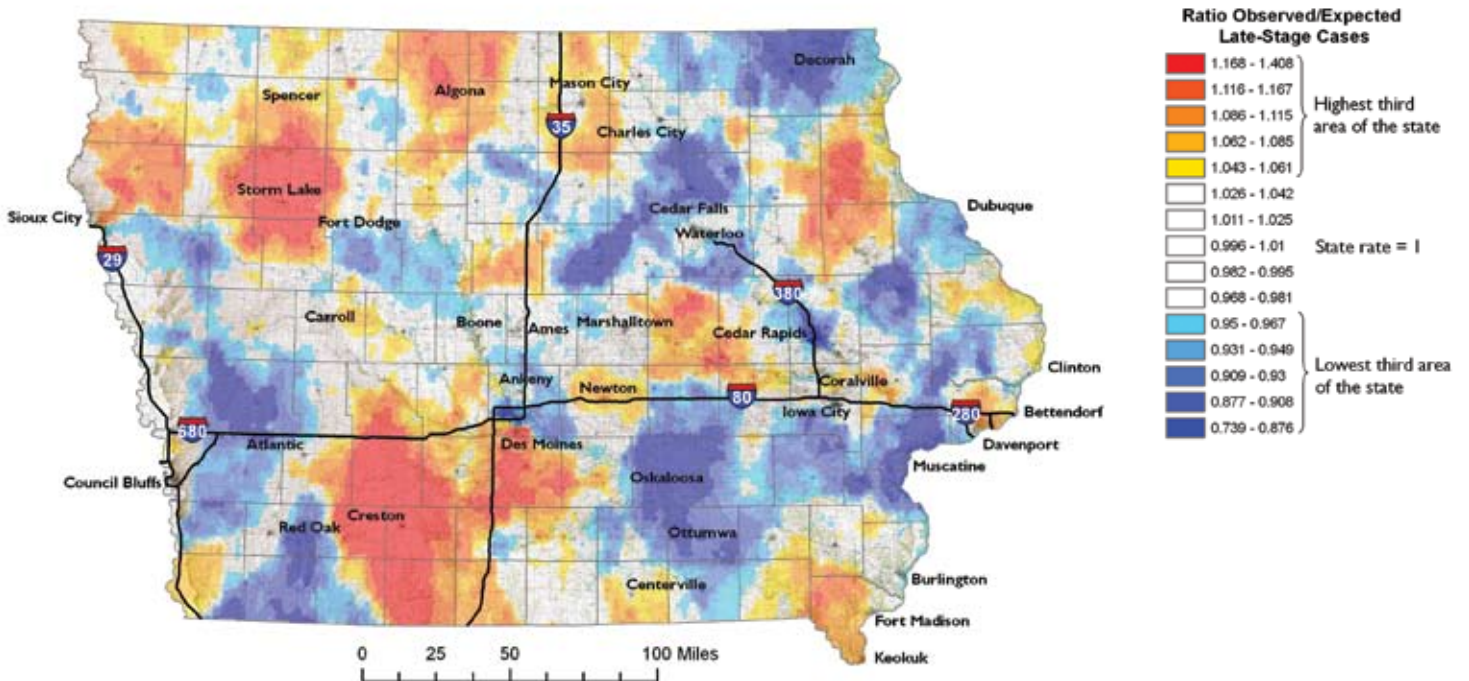 Ratio Observed/Expected
Late-Stage Cases
1.168 - 1.408
1.116 - 1.167
1.086 - 1.115
1.062 - 1.085
1.043 - 1.061
1.026 - 1.042
1.011 - 1.025
0.996 - 1.01
0.982 - 0.995
0.968 - 0.981
0.95 - 0.967
0.931 - 0.949
0.909 - 0.93
0.877 - 0.908
0.739 - 0.876
Highest third
area of the state
State rate = 1
Lowest third area
of the state
Decorah
Spencer
Algona
Mason City
35
Charles City
Storm Lake
Sioux City
Fort Dodge
Cedar Falls
Dubuque
Waterloo
29
380
Carroll
Boone
Ames
Marshalltown
Cedar Rapids
Ankeny
Newton
80
Coralville
Clinton
Iowa City
280
Bettendorf
680
Atlantic
Des Moines
Davenport
Council Bluffs
Oskaloosa
Muscatine
Red Oak
Creston
Ottumwa
Centerville
Burlington
Fort Madison
Keokuk
0 25 50 100 Miles